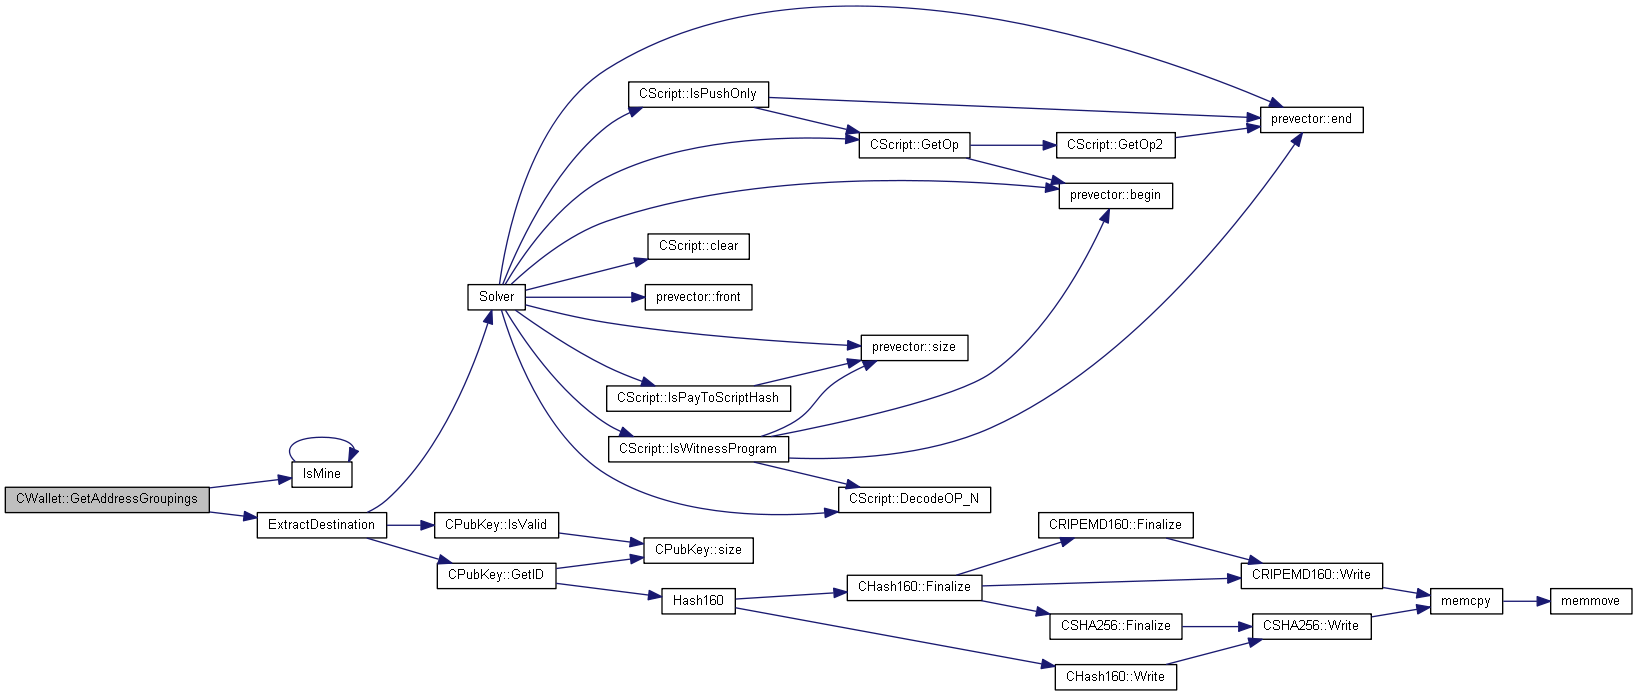 CScript::IsPushOnly
prevector::end
CScript::GetOp
CScript::GetOp2
prevector::begin
CScript::clear
Solver
prevector::front
prevector::size
CScript::IsPayToScriptHash
CScript::IsWitnessProgram
IsMine
CWallet::GetAddressGroupings
CScript::DecodeOP_N
ExtractDestination
CPubKey::IsValid
CRIPEMD160::Finalize
CPubKey::size
CPubKey::GetID
CRIPEMD160::Write
CHash160::Finalize
Hash160
memcpy
memmove
CSHA256::Finalize
CSHA256::Write
CHash160::Write